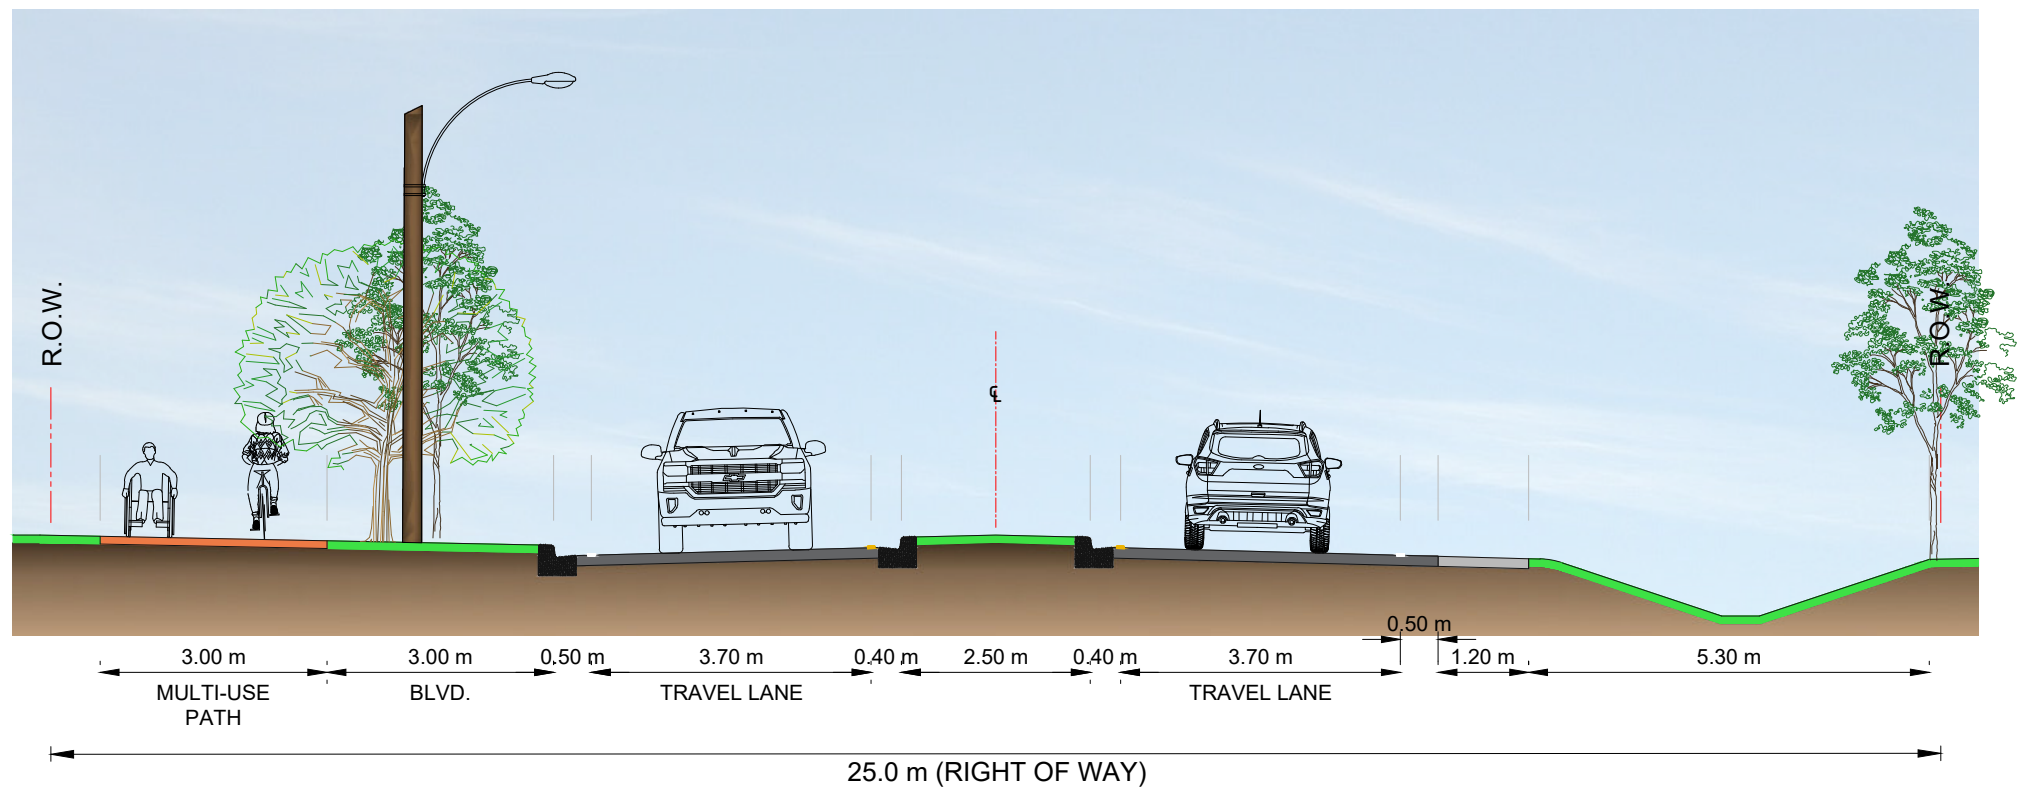 R.O.W.
R.O.W.
℄
0.50 m
3.00 m
3.00 m
0.50 m
3.70 m
0.40 m
2.50 m
0.40 m
3.70 m
1.20 m
5.30 m
MULTI-USE
PATH
BLVD.
TRAVEL LANE
TRAVEL LANE
25.0 m (RIGHT OF WAY)